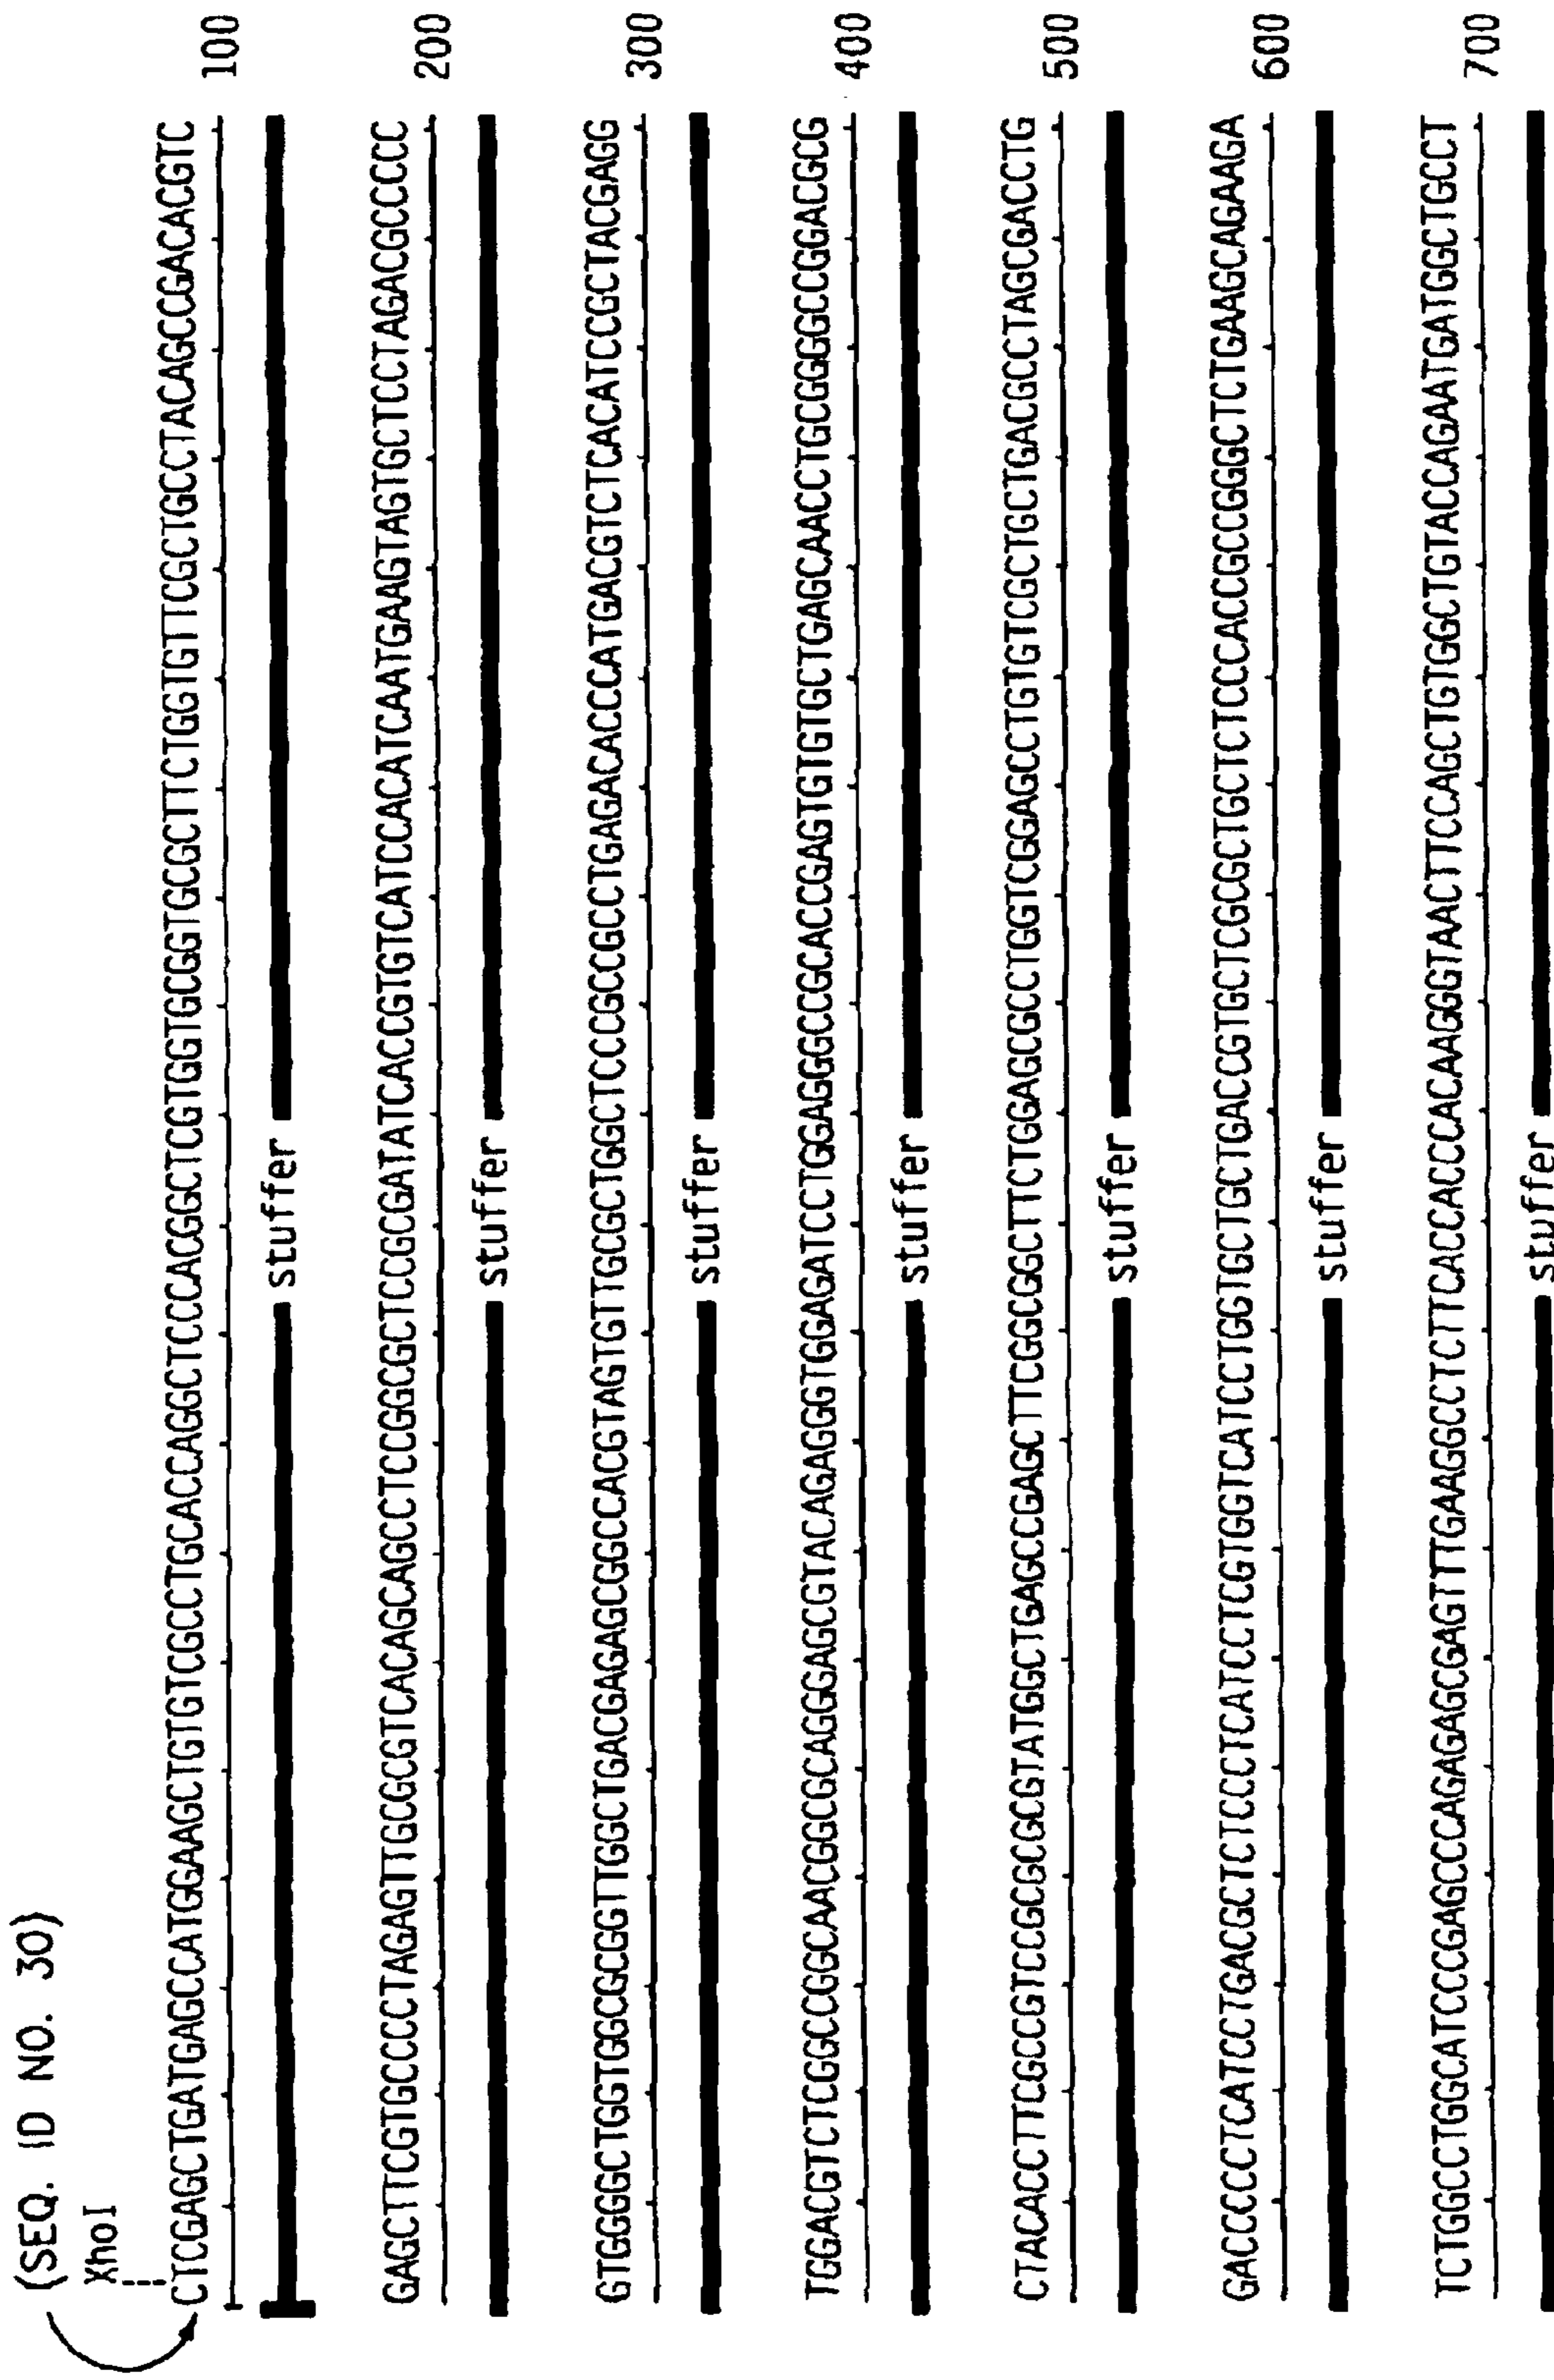 (SEQ. ID NO. 30)
XhoI
CTCGAGCTGATGAGCCATGGAAGCTGTGTCGCCTGCACCAGGCTCCCACGGCTCGTGGTGCGGTGCGCTTCTGGTGTTCGCTGCCTACAGCCGACACGTC 100
stuffer
GAGCTTCGTGCCCCTAGAGTTGCGCGTCACAGCAGCCTCCGGCGCTCCGCGATATCACCGTGTCATCCACATCAATGAAGTAGTGCTCCTAGACGCCCCC 200
stuffer
GTGGGGCTGGTGGCGCGGTTGGCTGACGAGAGCGGCCACGTAGTGTTGCGCTGGCTCCCGCCGCCTGAGACACCCATGACGTCTCACATCCGCTACGAGG 300
stuffer
TGGACGTCTCGGCCGGCAACGGCGCAGGGAGCGTACAGAGGGTGGAGATCCTGGAGGGCCGCACCGAGTGTGTGCTGAGCAACCTGCGGGGCCGGACGCG 400
stuffer
CTACACCTTCGCCGTCCGCGCGCGTATGGCTGAGCCGAGCTTCGGCGGCTTCTGGAGCGCCTGGTCGGAGCCTGTGTCGCTGCTGACGCCTAGCGACCTG 500
stuffer
GACCCCCTCATCCTGACGCTCTCCCTCATCCTCGTGGTCATCCTGGTGCTGCTGACCGTGCTCGCGCTGCTCTCCCACCGCCGGGCTCTGAAGCAGAAGA 600
stuffer
TCTGGCCTGGCATCCCGAGCCCAGAGAGCGAGTTTGAAGGCCTCTTCACCACCCACAAGGGTAACTTCCAGCTGTGGCTGTACCAGAATGATGGCTGCCT 700
stuffer